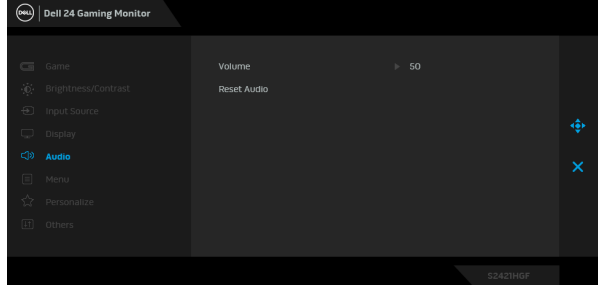 DELL Dell 24 Gaming Monitor
Game
Volume 50
Brightness/Contrast
Reset Audio
Input Source
Display
Audio
Menu
Personalize
Others
S2421HGF